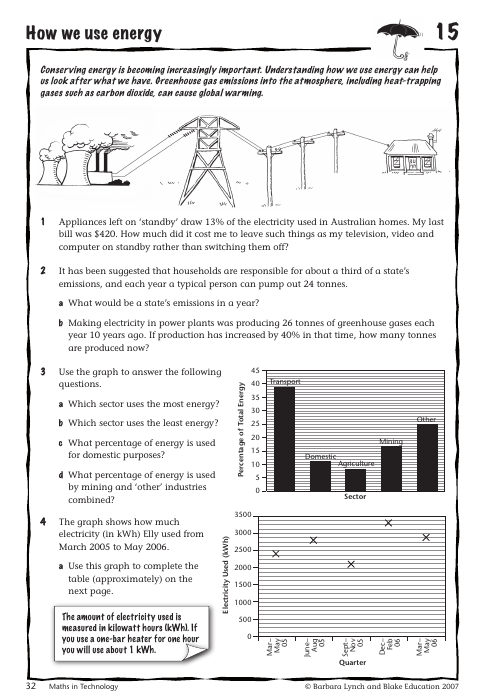 How we use energy
15
Conserving energy is becoming increasingly important. Understanding how we use energy can help
us look after what we have. Greenhouse gas emissions into the atmosphere, including heat-trapping
gases such as carbon dioxide, can cause global warming.
1 Appliances left on ‘standby’ draw 13% of the electricity used in Australian homes. My last
bill was $420. How much did it cost me to leave such things as my television, video and
computer on standby rather than switching them off?
2 It has been suggested that households are responsible for about a third of a state’s
emissions, and each year a typical person can pump out 24 tonnes.
a What would be a state’s emissions in a year?
b Making electricity in power plants was producing 26 tonnes of greenhouse gases each
year 10 years ago. If production has increased by 40% in that time, how many tonnes
are produced now?
3 Use the graph to answer the following
questions.
a Which sector uses the most energy?
b Which sector uses the least energy?
c What percentage of energy is used
for domestic purposes?
d What percentage of energy is used
by mining and ‘other’ industries
combined?
Percentage of Total Energy
45
40
35
30
25
20
15
10
5
0
Transport
Domestic
Agriculture
Mining
Other
Sector
4 The graph shows how much
electricity (in kWh) Elly used from
March 2005 to May 2006.
a Use this graph to complete the
table (approximately) on the
next page.
The amount of electricity used is
measured in kilowatt hours (kWh). If
you use a one-bar heater for one hour
you will use about 1 kWh.
Electricity Used (kWh)
3500
3000
2500
2000
1500
1000
500
0
Mar–
May
05
June–
Aug
05
Sept–
Nov
05
Dec–
Feb
06
Mar–
May
06
Quarter
32 Maths in Technology
© Barbara Lynch and Blake Education 2007